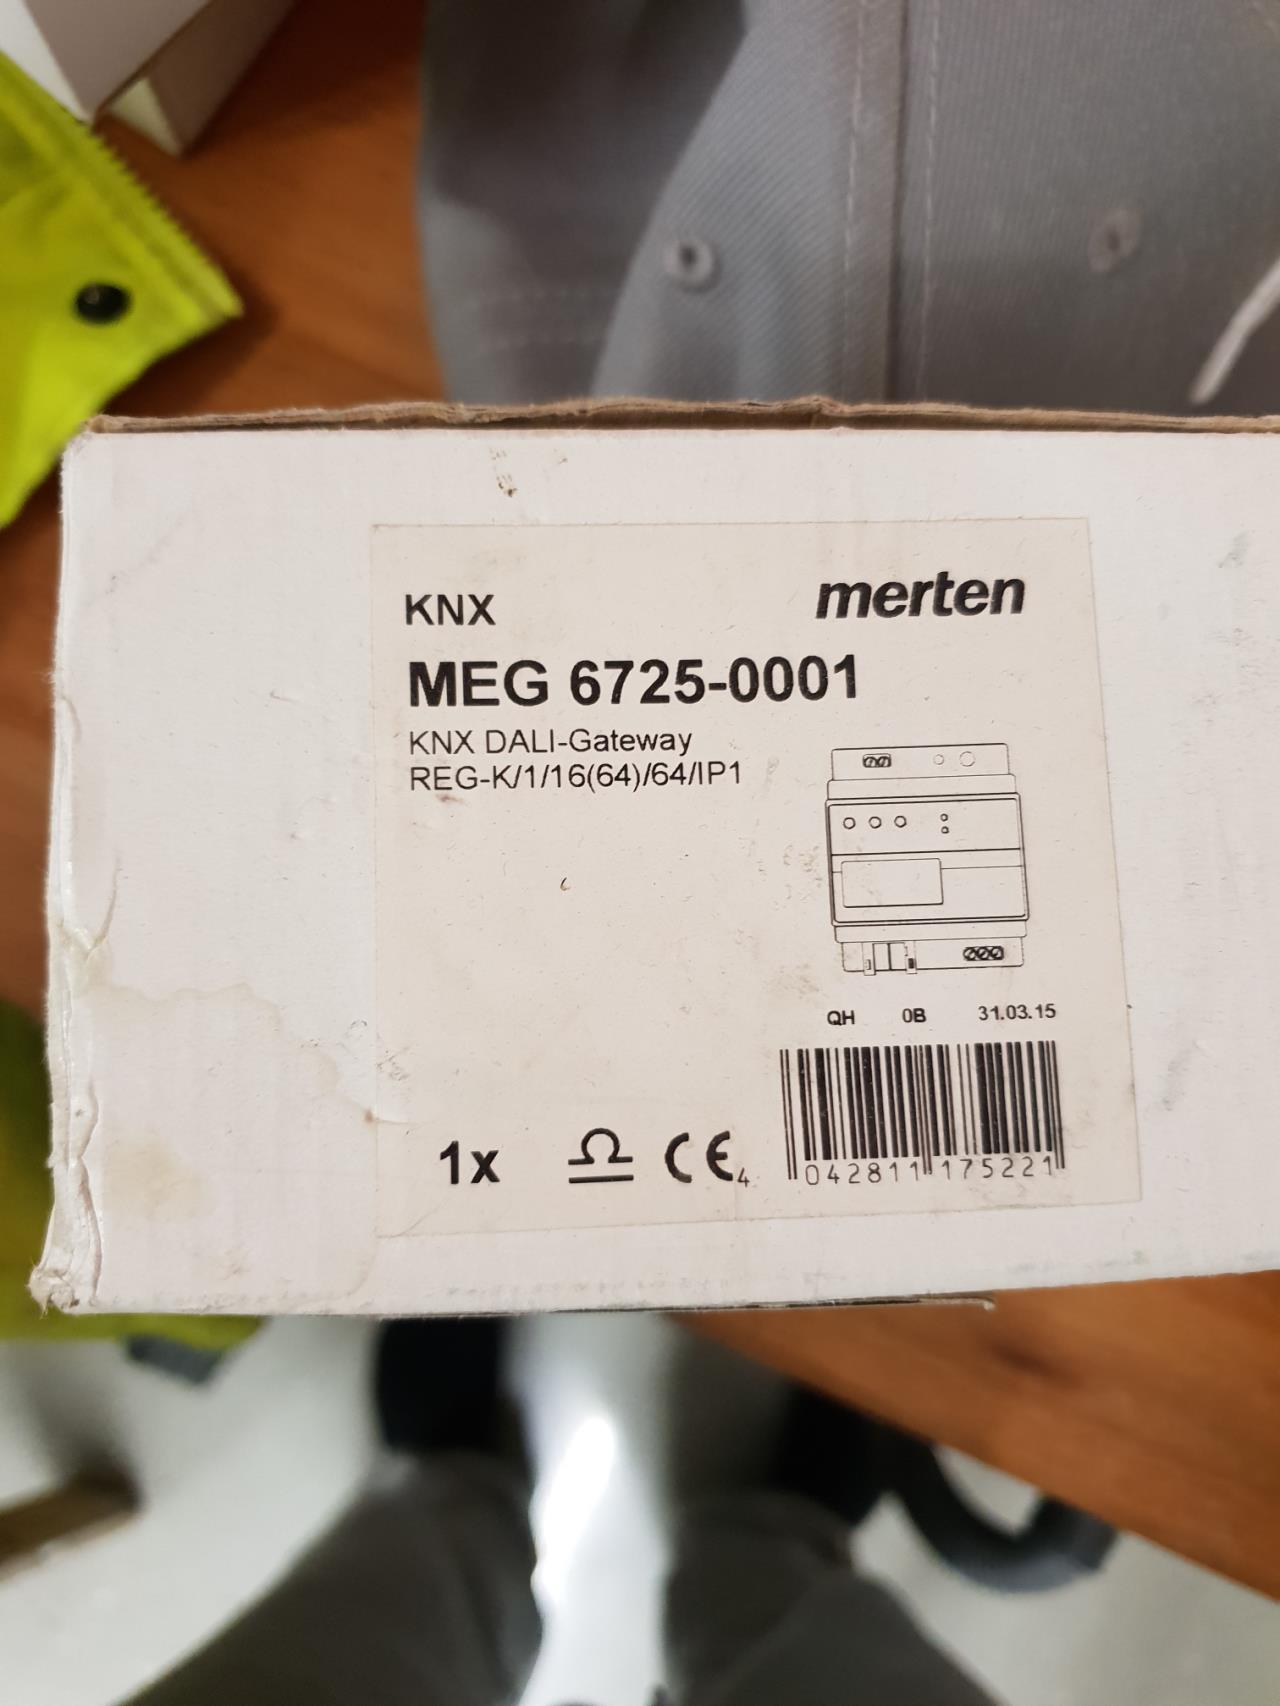 KNX
merten
MEG 6725-0001
KNX DALI-Gateway
REG-K/1/16(64)/64/IP1
QH 0B 31.03.15
1x CE 4
042811 175221